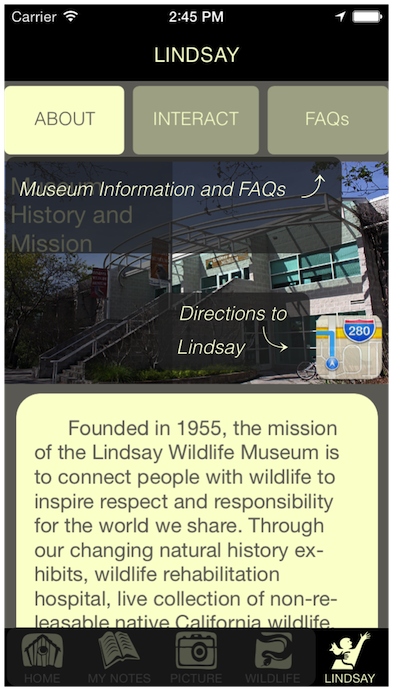 Carrier 2:45 PM
LINDSAY
ABOUT INTERACT FAQs
Museum
History and
Mission
Museum Information and FAQs
Directions to
Lindsay
280
Founded in 1955, the mission
of the Lindsay Wildlife Museum is
to connect people with wildlife to
inspire respect and responsibility
for the world we share. Through
our changing natural history ex-
hibits, wildlife rehabilitation
hospital, live collection of non-re-
leasable native California wildlife,
HOME MY NOTES PICTURE WILDLIFE LINDSAY